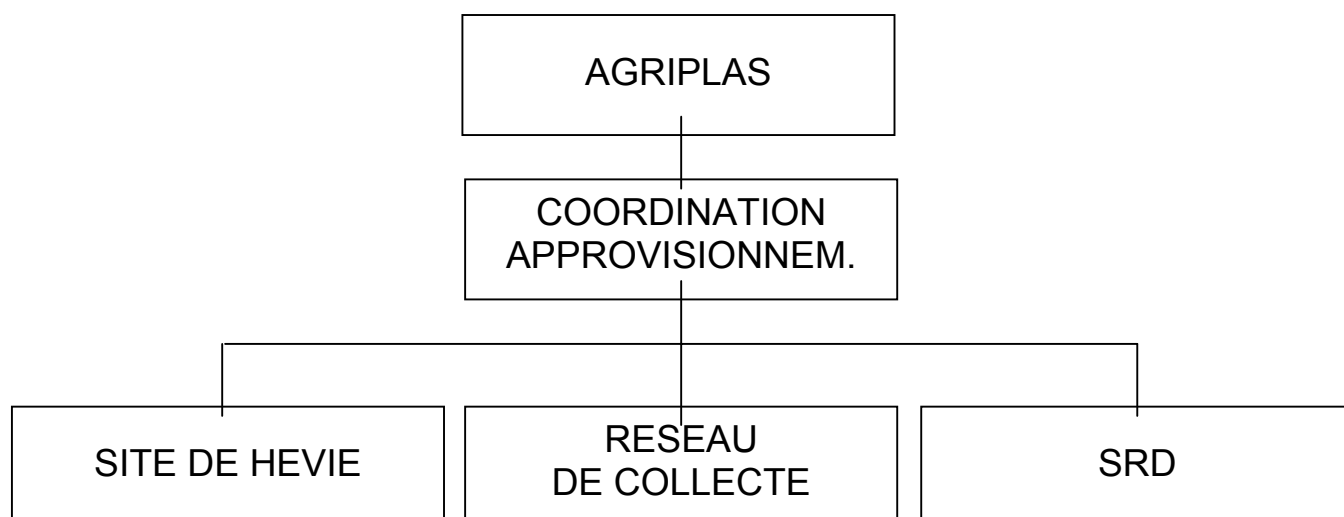 AGRIPLAS
COORDINATION
APPROVISIONNEM.
SITE DE HEVIE
RESEAU
DE COLLECTE
SRD